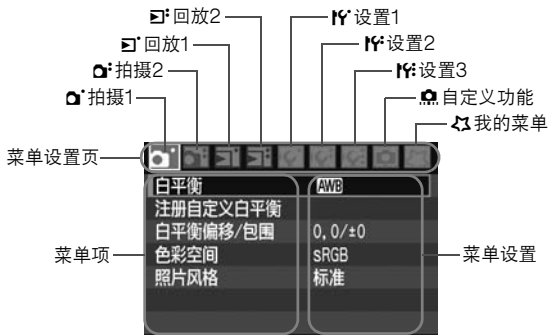 回放2
设置1
回放1
设置2
拍摄2
设置3
拍摄1
自定义功能
我的菜单
菜单设置页
白平衡 AWB
注册自定义白平衡
白平衡偏移/包围 0,0/±0
菜单项
色彩空间 sRGB
菜单设置
照片风格 标准